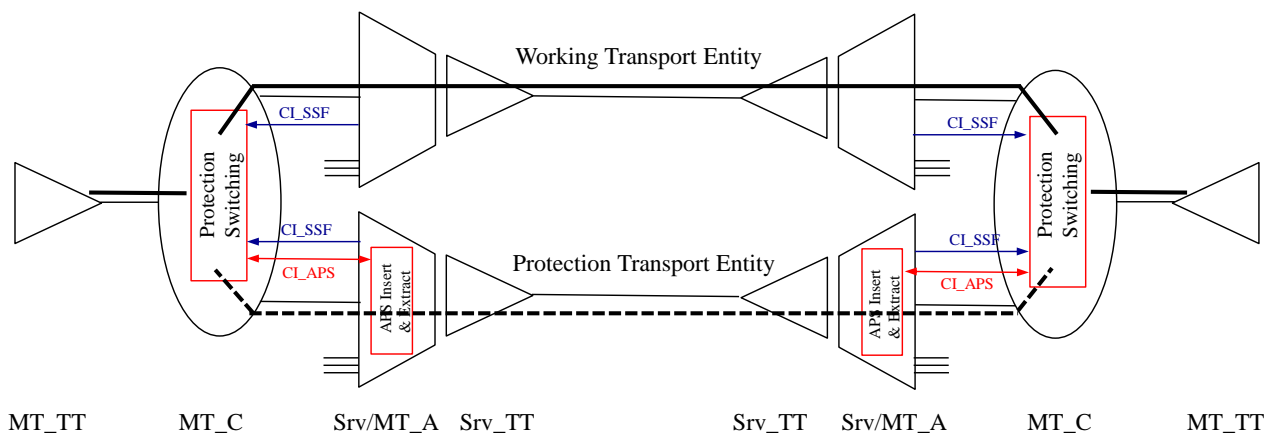 Working Transport Entity
CI_SSF
CI_SSF
Protection
Switching
Protection
Switching
CI_SSF
CI_SSF
CI_APS
CI_APS
Protection Transport Entity
APS Insert
& Extract
APS Insert
& Extract
MT_TT MT_C Srv/MT_A Srv_TT Srv_TT Srv/MT_A MT_C MT_TT